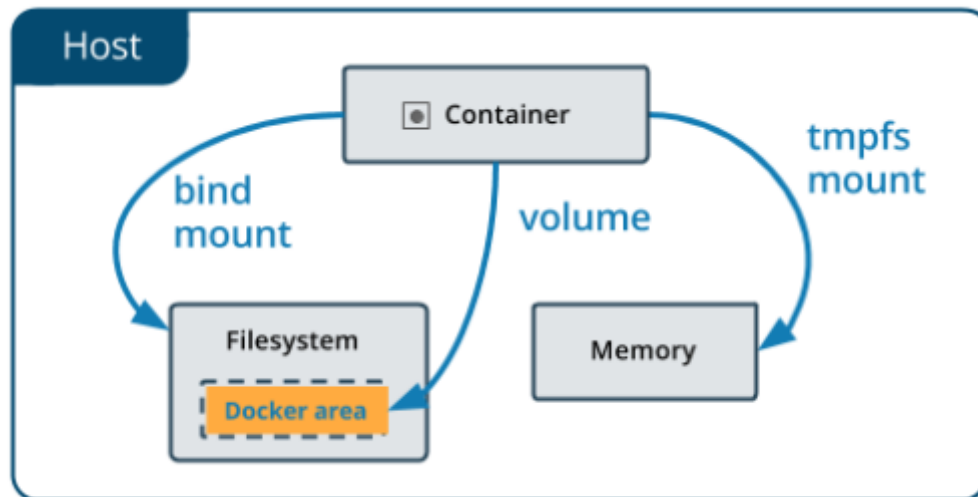 Host
Container
bind
mount
volume
tmpfs
mount
Filesystem
Docker area
Memory